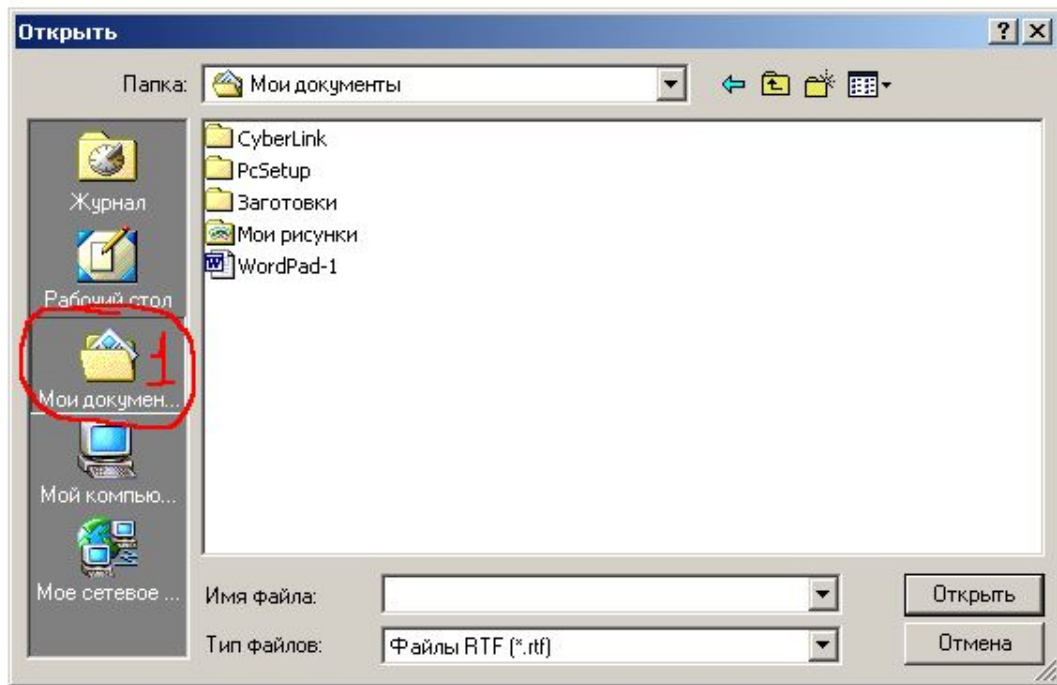 Открыть
Папка: Мои документы
Журнал
Рабочий стол
Мои докумен...
1
Мой компью...
Мое сетевое ...
CyberLink
PcSetup
Заготовки
Мои рисунки
WordPad-1
Имя файла:
Открыть
Тип файлов: Файлы RTF (*.rtf)
Отмена